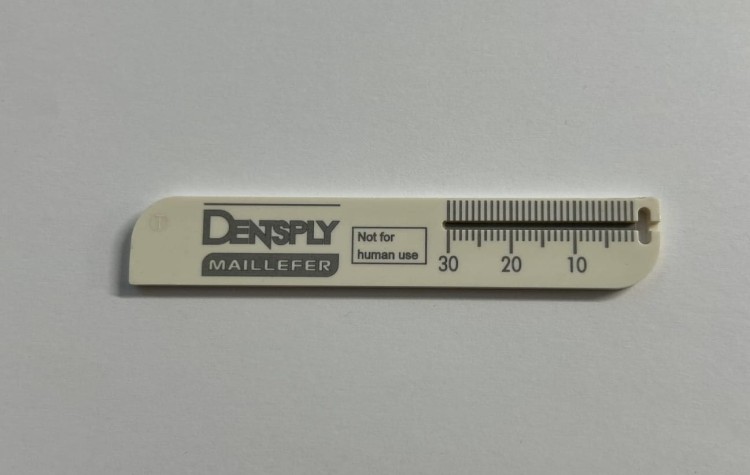 DENTSPLY
MAILLEFER
Not for
human use
30 20 10